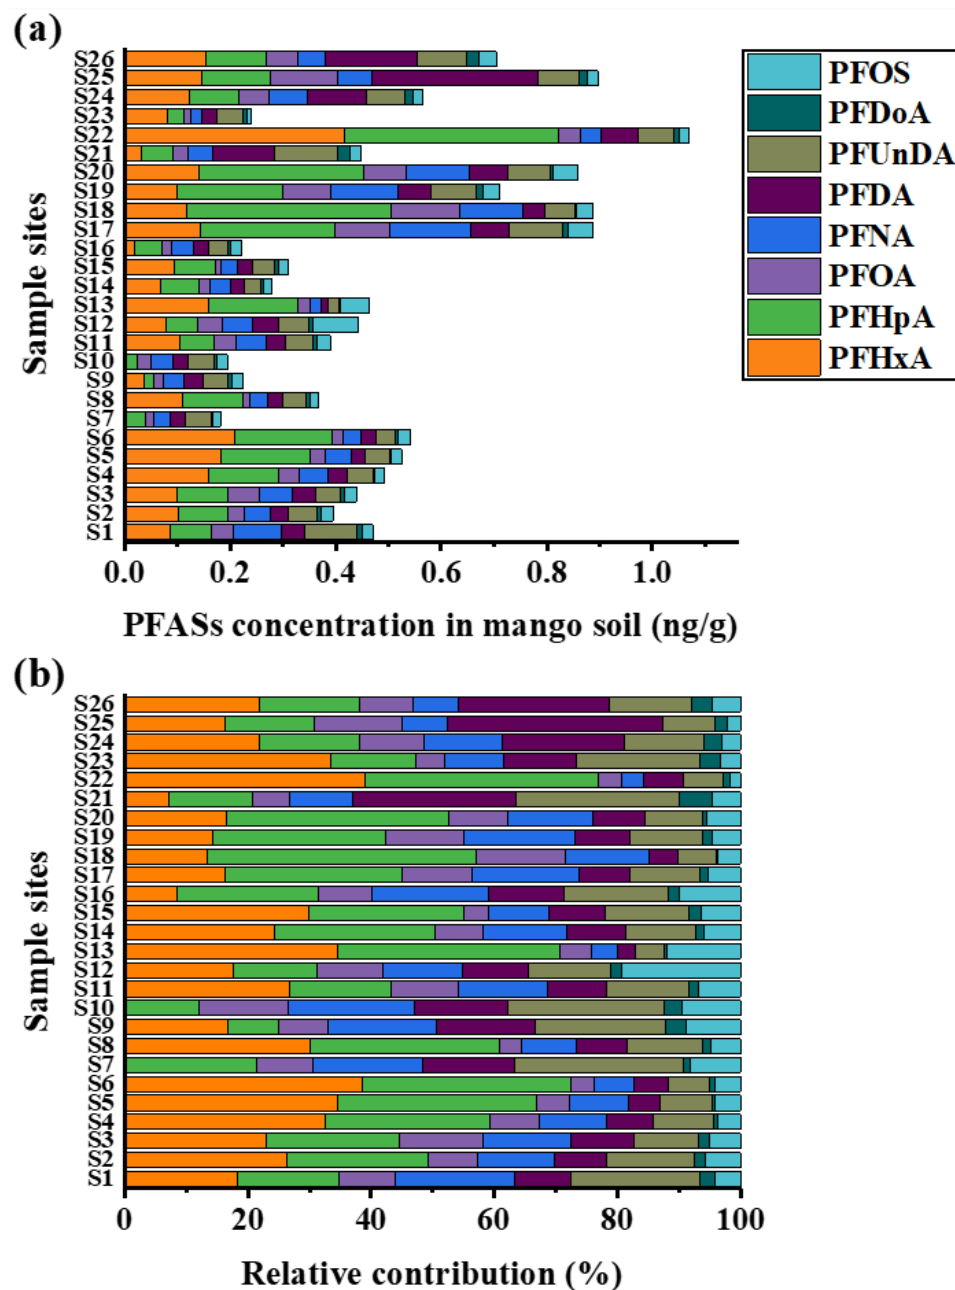 (a)
Sample sites
S26
S25
S24
S23
S22
S21
S20
S19
S18
S17
S16
S15
S14
S13
S12
S11
S10
S9
S8
S7
S6
S5
S4
S3
S2
S1
0.0 0.2 0.4 0.6 0.8 1.0
PFASs concentration in mango soil (ng/g)
PFOS
PFDoA
PFUnDA
PFDA
PFNA
PFOA
PFHpA
PFHxA
(b)
Sample sites
S26
S25
S24
S23
S22
S21
S20
S19
S18
S17
S16
S15
S14
S13
S12
S11
S10
S9
S8
S7
S6
S5
S4
S3
S2
S1
0 20 40 60 80 100
Relative contribution (%)